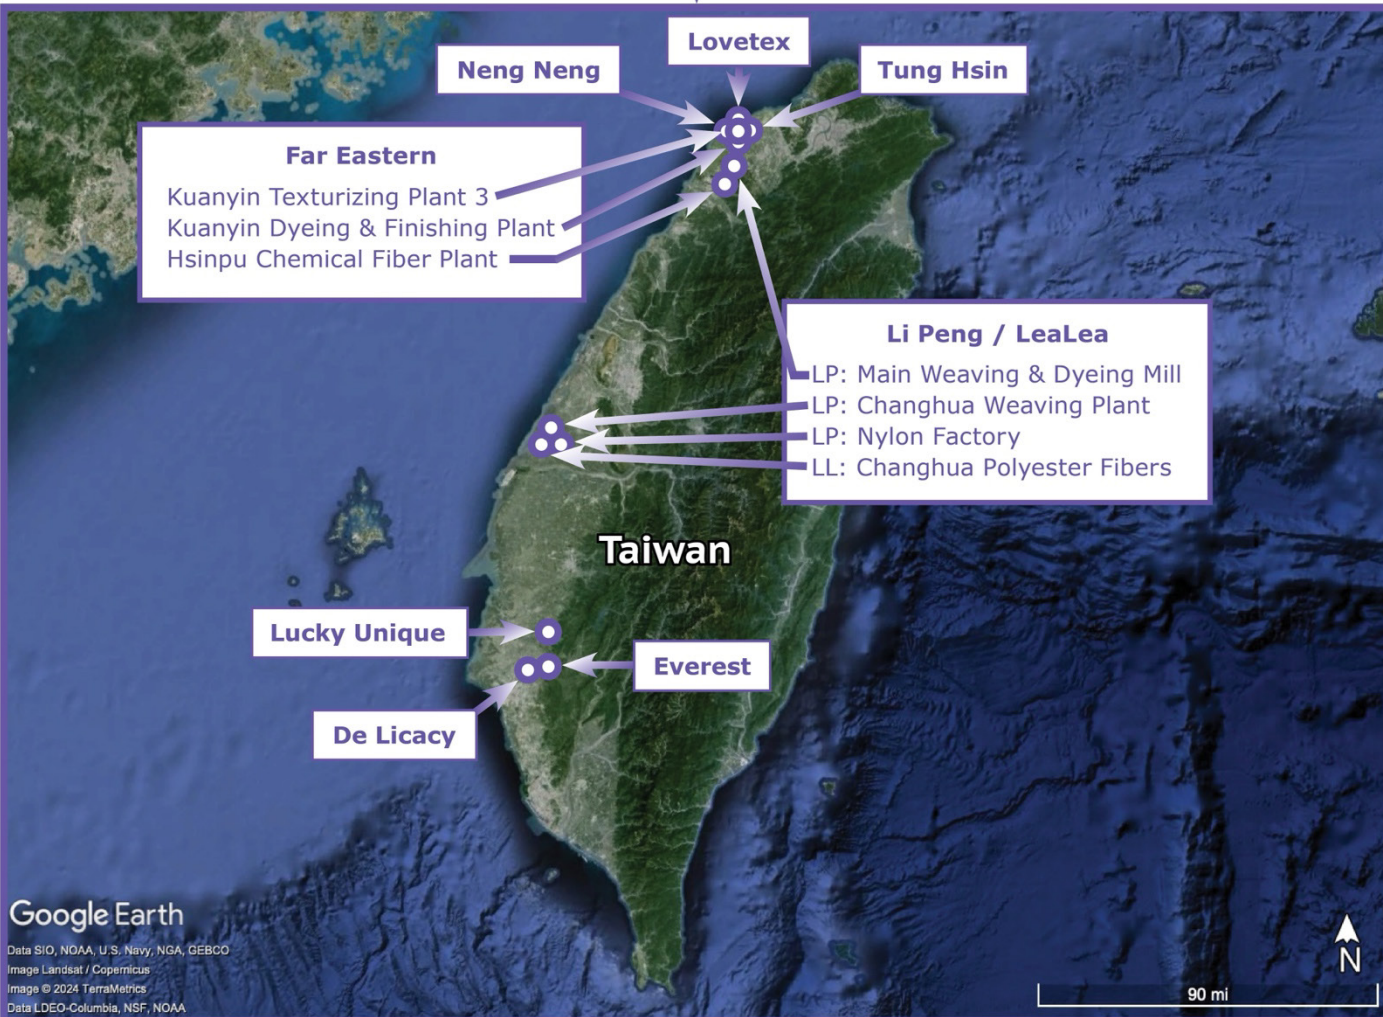 Lovetex
Neng Neng
Tung Hsin
Far Eastern
Kuanyin Texturizing Plant 3
Kuanyin Dyeing & Finishing Plant
Hsinpu Chemical Fiber Plant
Li Peng / LeaLea
LP: Main Weaving & Dyeing Mill
LP: Changhua Weaving Plant
LP: Nylon Factory
LL: Changhua Polyester Fibers
Taiwan
Lucky Unique
Everest
De Licacy
Google Earth
Data SIO, NOAA, U.S. Navy, NGA, GEBCO
Image Landsat / Copernicus
Image © 2024 TerraMetrics
Data LDEO-Columbia, NSF, NOAA
N
90 mi